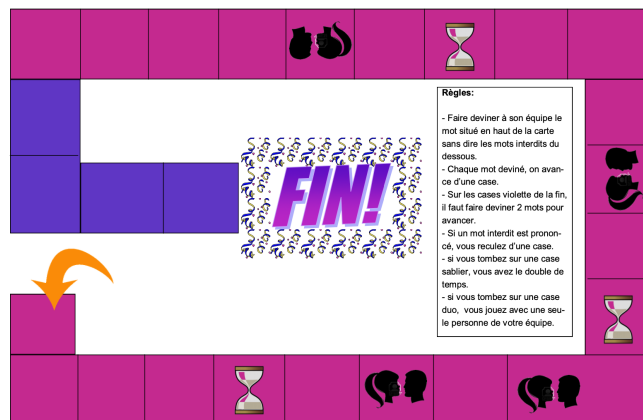 Règles:
- Faire deviner à son équipe le
mot situé en haut de la carte
sans dire les mots interdits du
dessous.
- Chaque mot deviné, on avan-
ce d'une case.
- Sur les cases violette de la fin,
il faut faire deviner 2 mots pour
avancer.
- Si un mot interdit est pronon-
cé, vous reculez d'une case.
- si vous tombez sur une case
sablier, vous avez le double de
temps.
- si vous tombez sur une case
duo, vous jouez avec une seu-
le personne de votre équipe.
FIN!